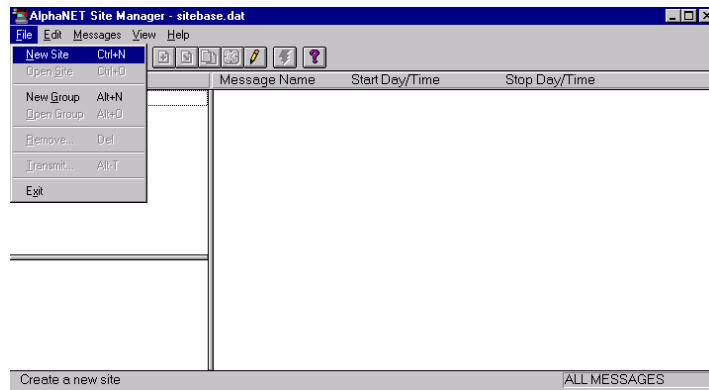 AlphaNET Site Manager - sitebase.dat
File Edit Messages View Help
New Site Ctrl+N
Open Site Ctrl+O
Message Name Start Day/Time Stop Day/Time
New Group Alt+N
Open Group Alt+O
Remove... Del
Transmit... Alt+T
Exit
Create a new site ALL MESSAGES